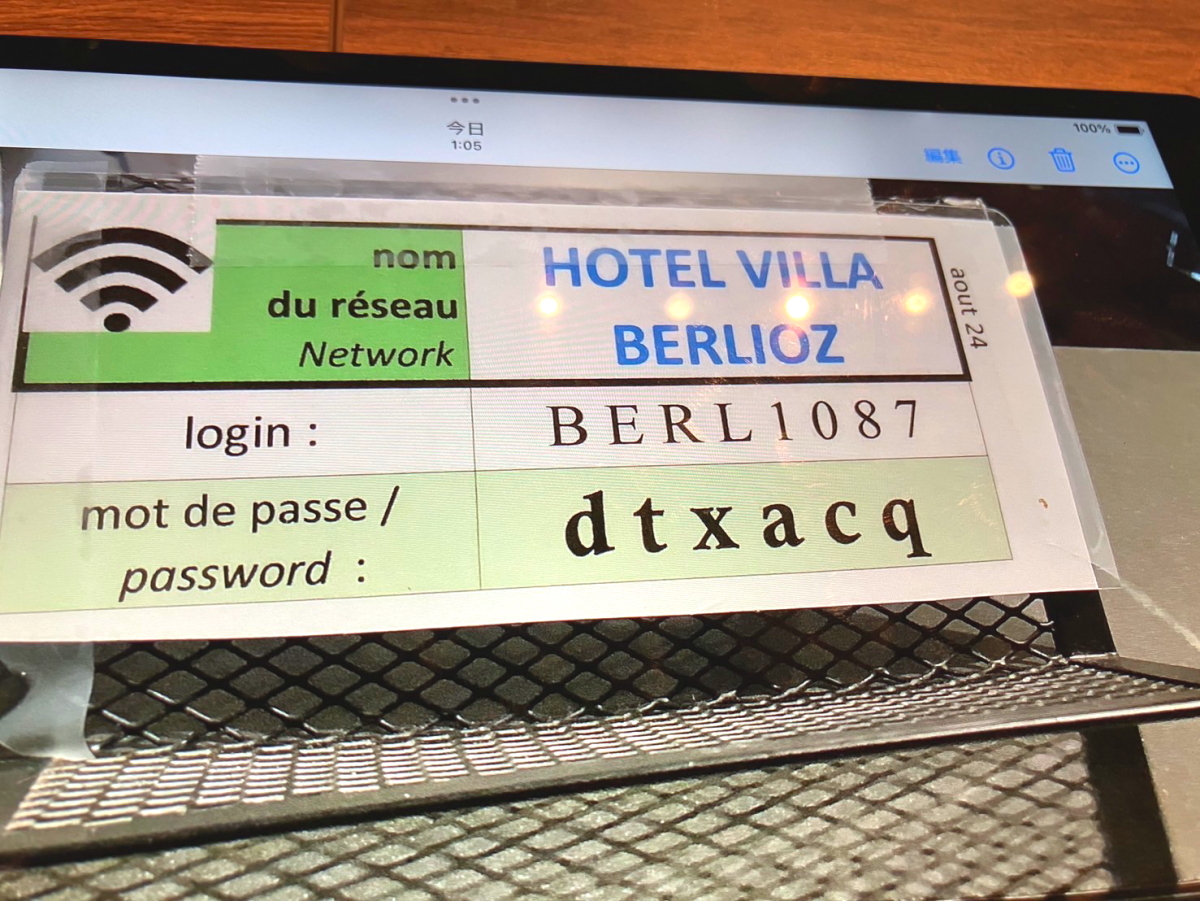 今日
1:05
100%
編集
nom
du réseau
Network
HOTEL VILLA
BERLIOZ
aout 24
login :
BERL1087
mot de passe /
password :
dtxacq